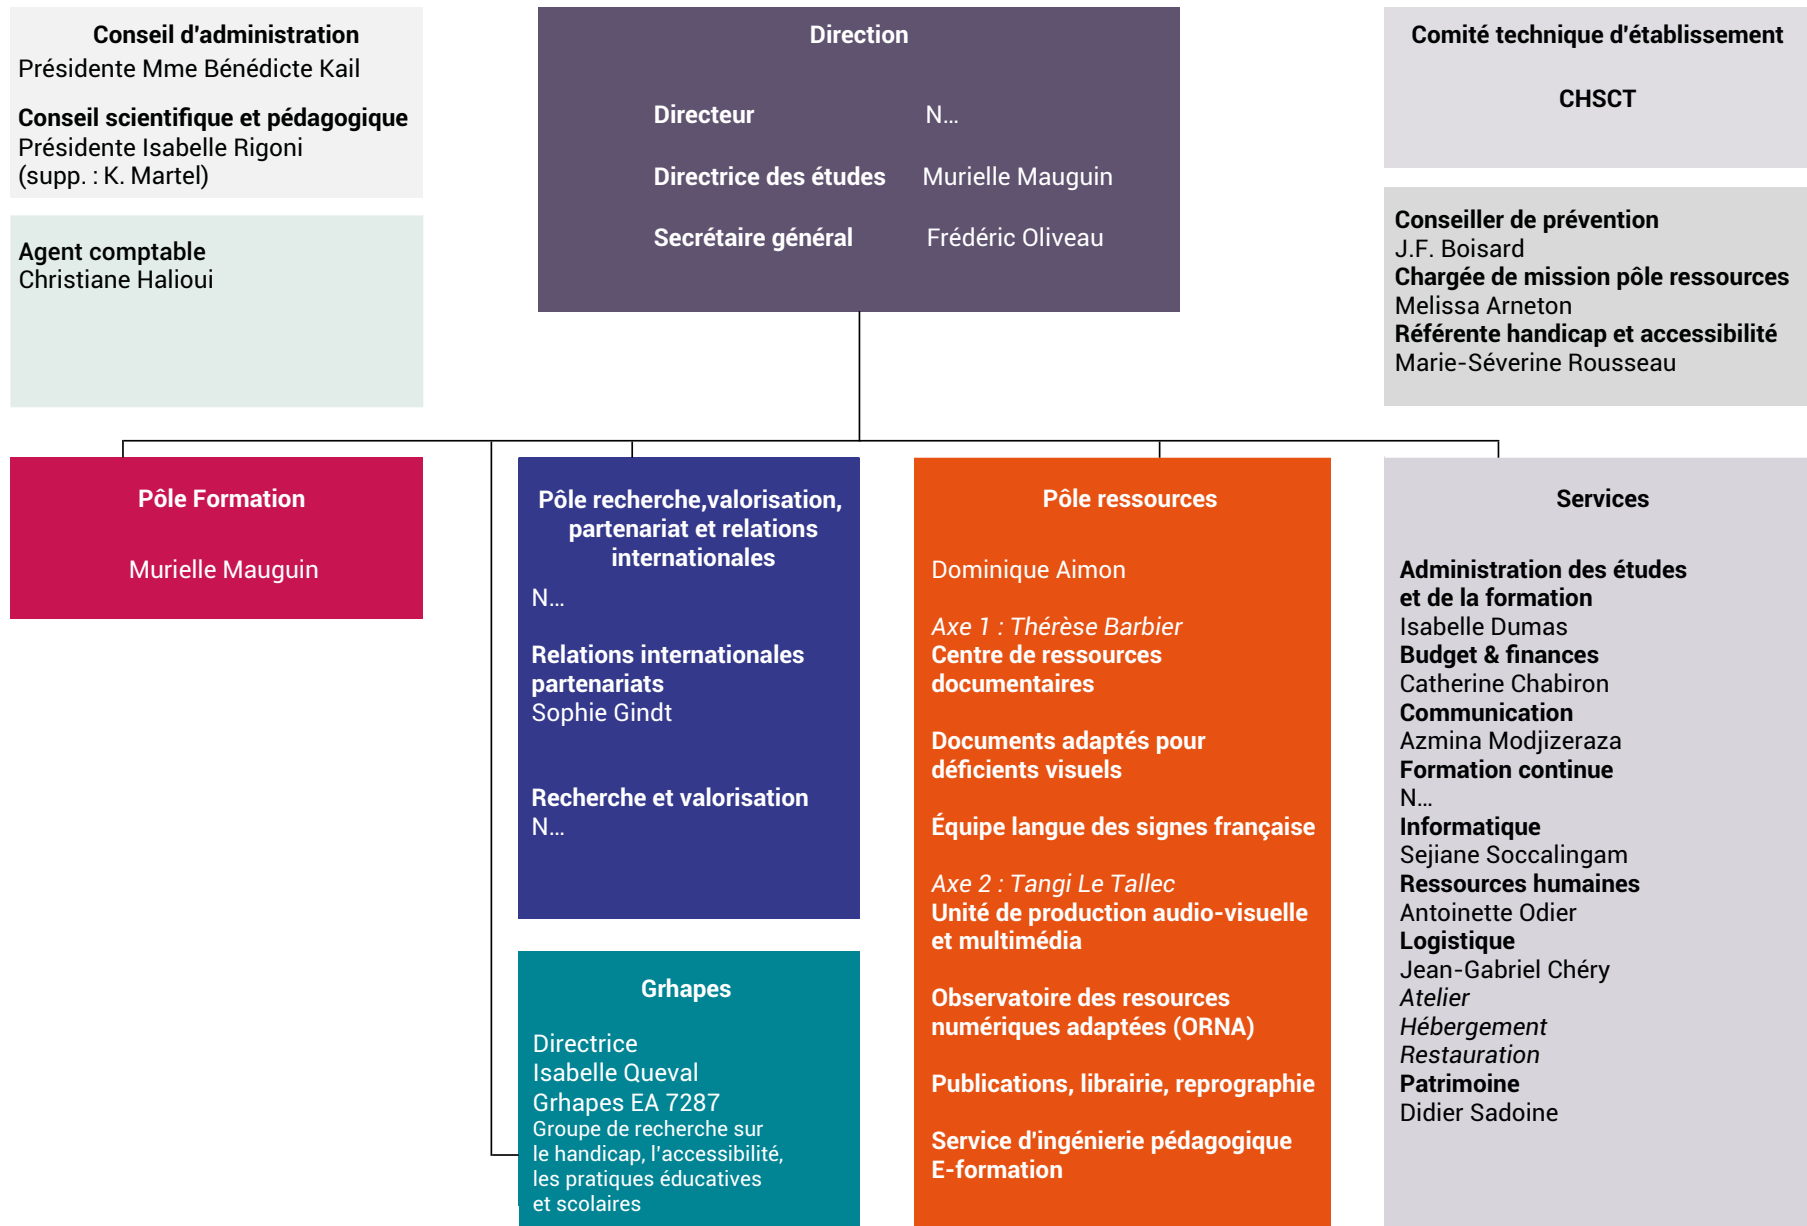 Conseil d'administration
Présidente Mme Bénédicte Kail
Conseil scientifique et pédagogique
Présidente Isabelle Rigoni
(supp. : K. Martel)
Agent comptable
Christiane Halioui
Direction
Directeur N...
Directrice des études Murielle Mauguin
Secrétaire général Frédéric Oliveau
Comité technique d'établissement
CHSCT
Conseiller de prévention
J.F. Boisard
Chargée de mission pôle ressources
Melissa Arneton
Référente handicap et accessibilité
Marie-Séverine Rousseau
Pôle Formation
Murielle Mauguin
Pôle recherche,valorisation,
partenariat et relations
internationales
N...
Relations internationales
partenariats
Sophie Gindt
Recherche et valorisation
N...
Grhapes
Directrice
Isabelle Queval
Grhapes EA 7287
Groupe de recherche sur
le handicap, l'accessibilité,
les pratiques éducatives
et scolaires
Pôle ressources
Dominique Aimon
Axe 1 : Thérèse Barbier
Centre de ressources
documentaires
Documents adaptés pour
déficients visuels
Équipe langue des signes française
Axe 2 : Tangi Le Tallec
Unité de production audio-visuelle
et multimédia
Observatoire des resources
numériques adaptées (ORNA)
Publications, librairie, reprographie
Service d'ingénierie pédagogique
E-formation
Services
Administration des études
et de la formation
Isabelle Dumas
Budget & finances
Catherine Chabiron
Communication
Azmina Modjizeraza
Formation continue
N...
Informatique
Sejiane Soccalingam
Ressources humaines
Antoinette Odier
Logistique
Jean-Gabriel Chéry
Atelier
Hébergement
Restauration
Patrimoine
Didier Sadoine